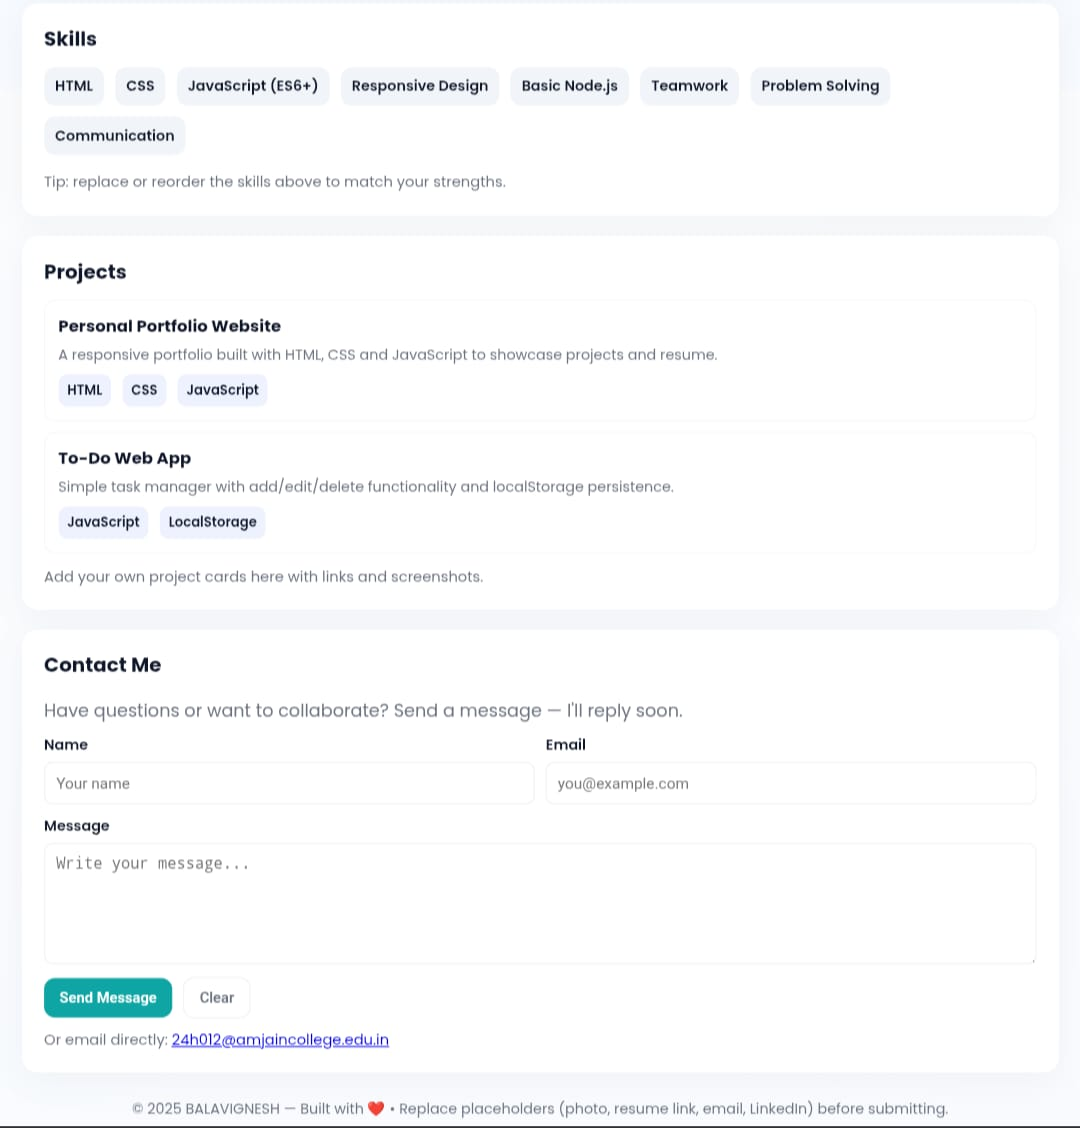 Skills
HTML CSS JavaScript (ES6+) Responsive Design Basic Node.js Teamwork Problem Solving
Communication
Tip: replace or reorder the skills above to match your strengths.
Projects
Personal Portfolio Website
A responsive portfolio built with HTML, CSS and JavaScript to showcase projects and resume.
HTML CSS JavaScript
To-Do Web App
Simple task manager with add/edit/delete functionality and localStorage persistence.
JavaScript LocalStorage
Add your own project cards here with links and screenshots.
Contact Me
Have questions or want to collaborate? Send a message — I'll reply soon.
Name Email
Your name you@example.com
Message
Write your message...
Send Message Clear
Or email directly: 24h012@amjaincollege.edu.in
© 2025 BALAVIGNESH — Built with ❤️ • Replace placeholders (photo, resume link, email, LinkedIn) before submitting.